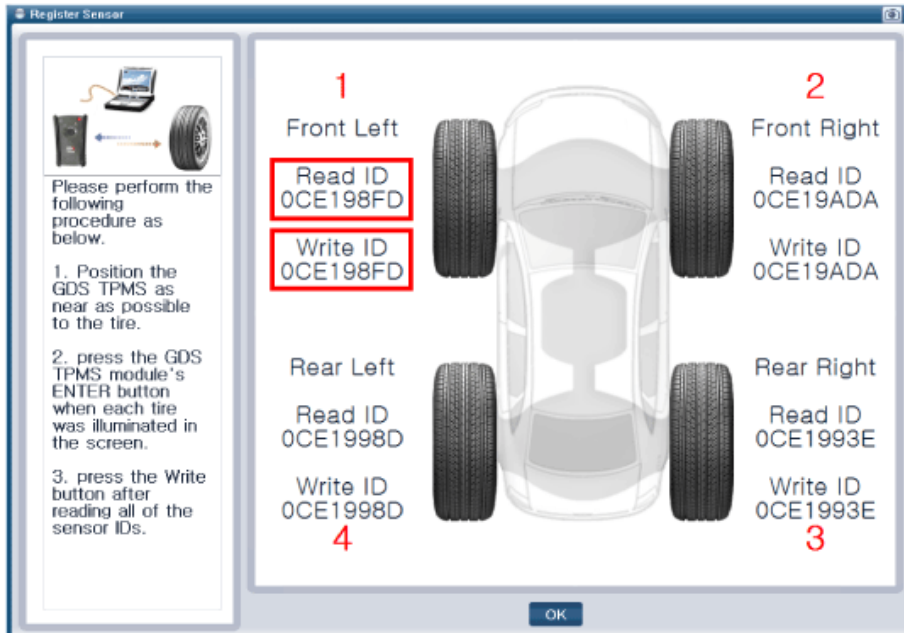 Register Sensor
Please perform the
following
procedure as
below.
1. Position the
GDS TPMS as
near as possible
to the tire.
2. press the GDS
TPMS module's
ENTER button
when each tire
was illuminated in
the screen.
3. press the Write
button after
reading all of the
sensor IDs.
1
Front Left
Read ID
0CE198FD
Write ID
0CE198FD
2
Front Right
Read ID
0CE19ADA
Write ID
0CE19ADA
Rear Left
Read ID
0CE1998D
Write ID
0CE1998D
4
Rear Right
Read ID
0CE1993E
Write ID
0CE1993E
3
OK